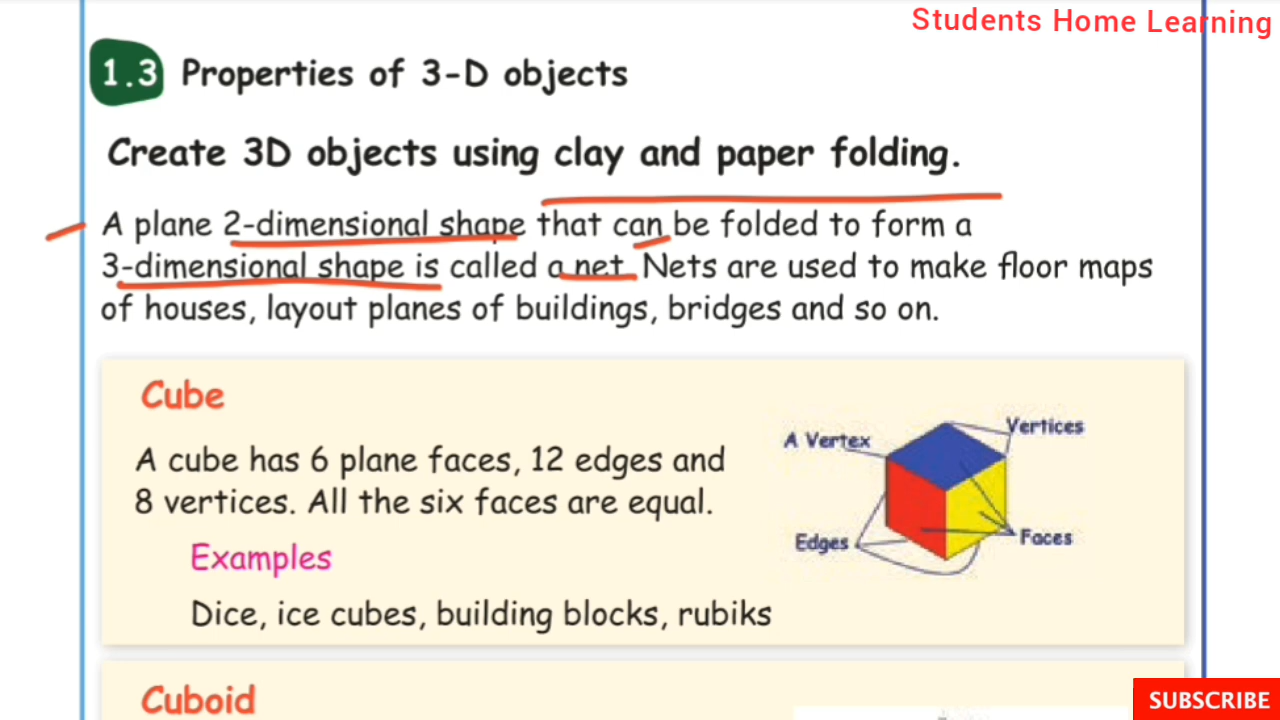 Students Home Learning
1.3 Properties of 3-D objects
Create 3D objects using clay and paper folding.
A plane 2-dimensional shape that can be folded to form a
3-dimensional shape is called a net. Nets are used to make floor maps
of houses, layout planes of buildings, bridges and so on.
Cube
A cube has 6 plane faces, 12 edges and
8 vertices. All the six faces are equal.
Examples
Dice, ice cubes, building blocks, rubiks
A Vertex
Vertices
Edges
Faces
Cuboid
SUBSCRIBE